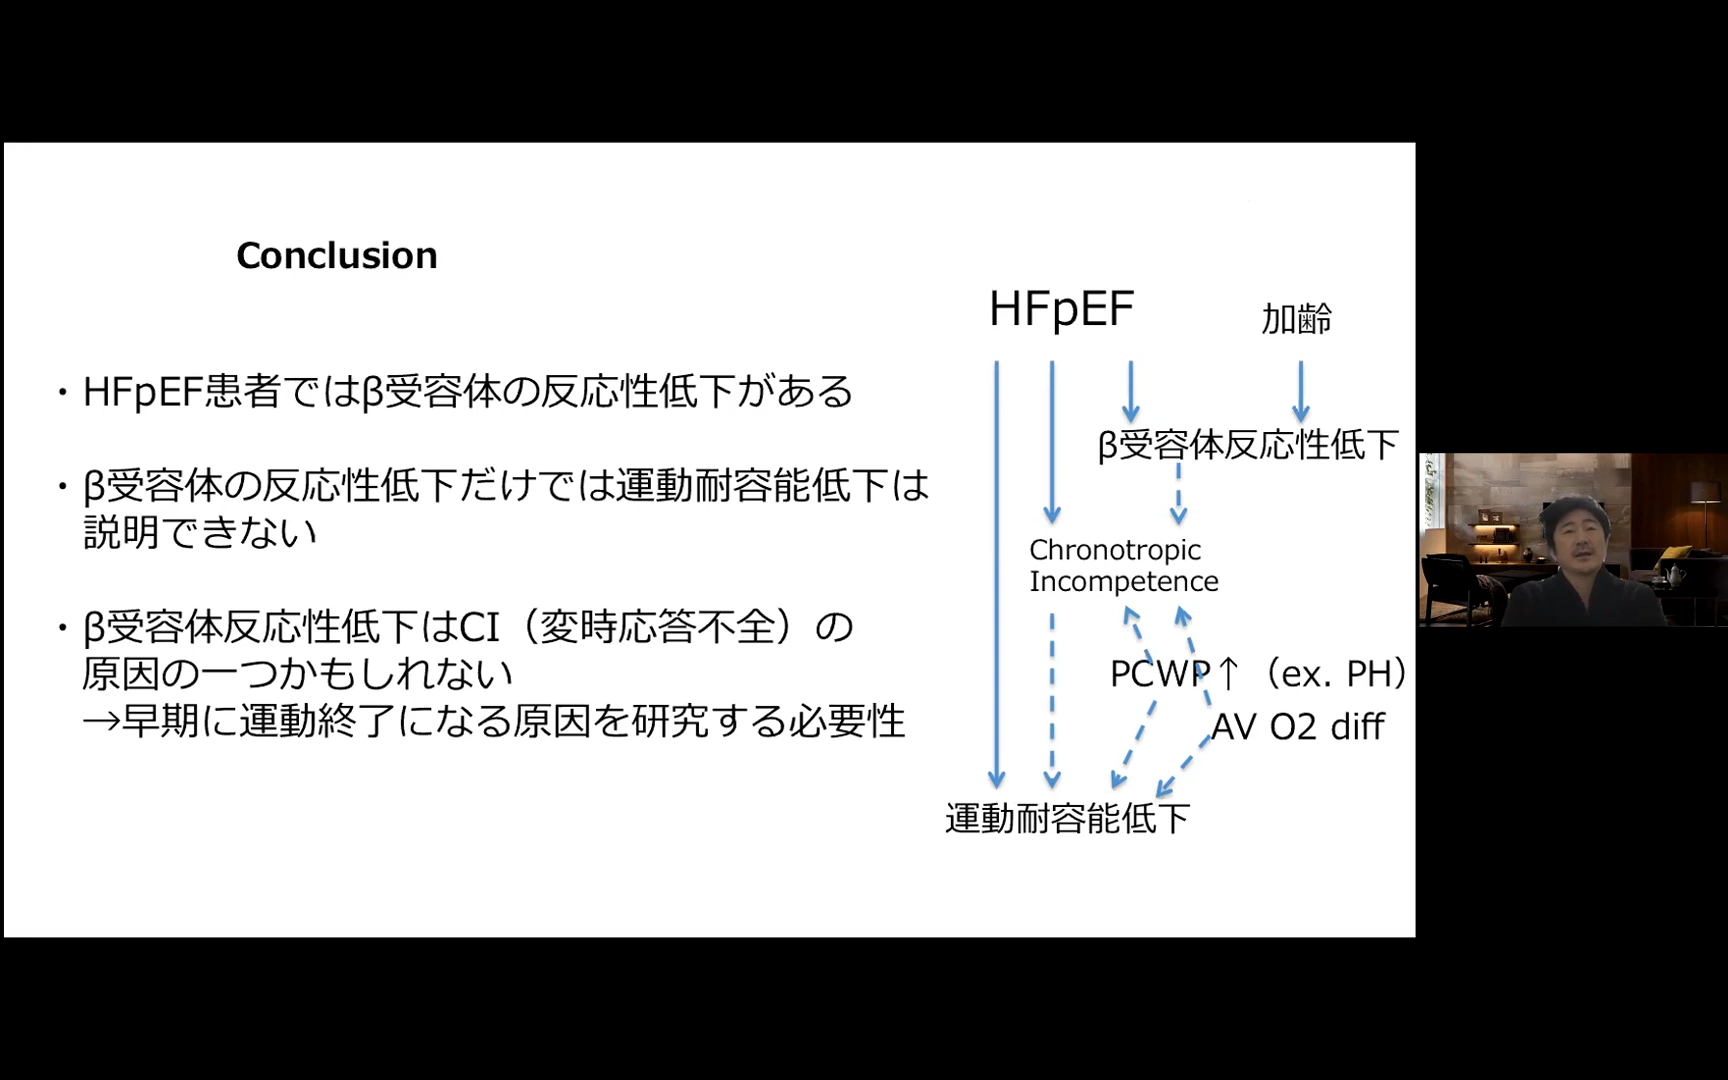 Conclusion
・HFpEF患者ではβ受容体の反応性低下がある
・β受容体の反応性低下だけでは運動耐容能低下は
説明できない
・β受容体反応性低下はCI（変時応答不全）の
原因の一つかもしれない
→早期に運動終了になる原因を研究する必要性
HFpEF
加齢
β受容体反応性低下
Chronotropic
Incompetence
PCWP↑（ex. PH）
AV O2 diff
運動耐容能低下